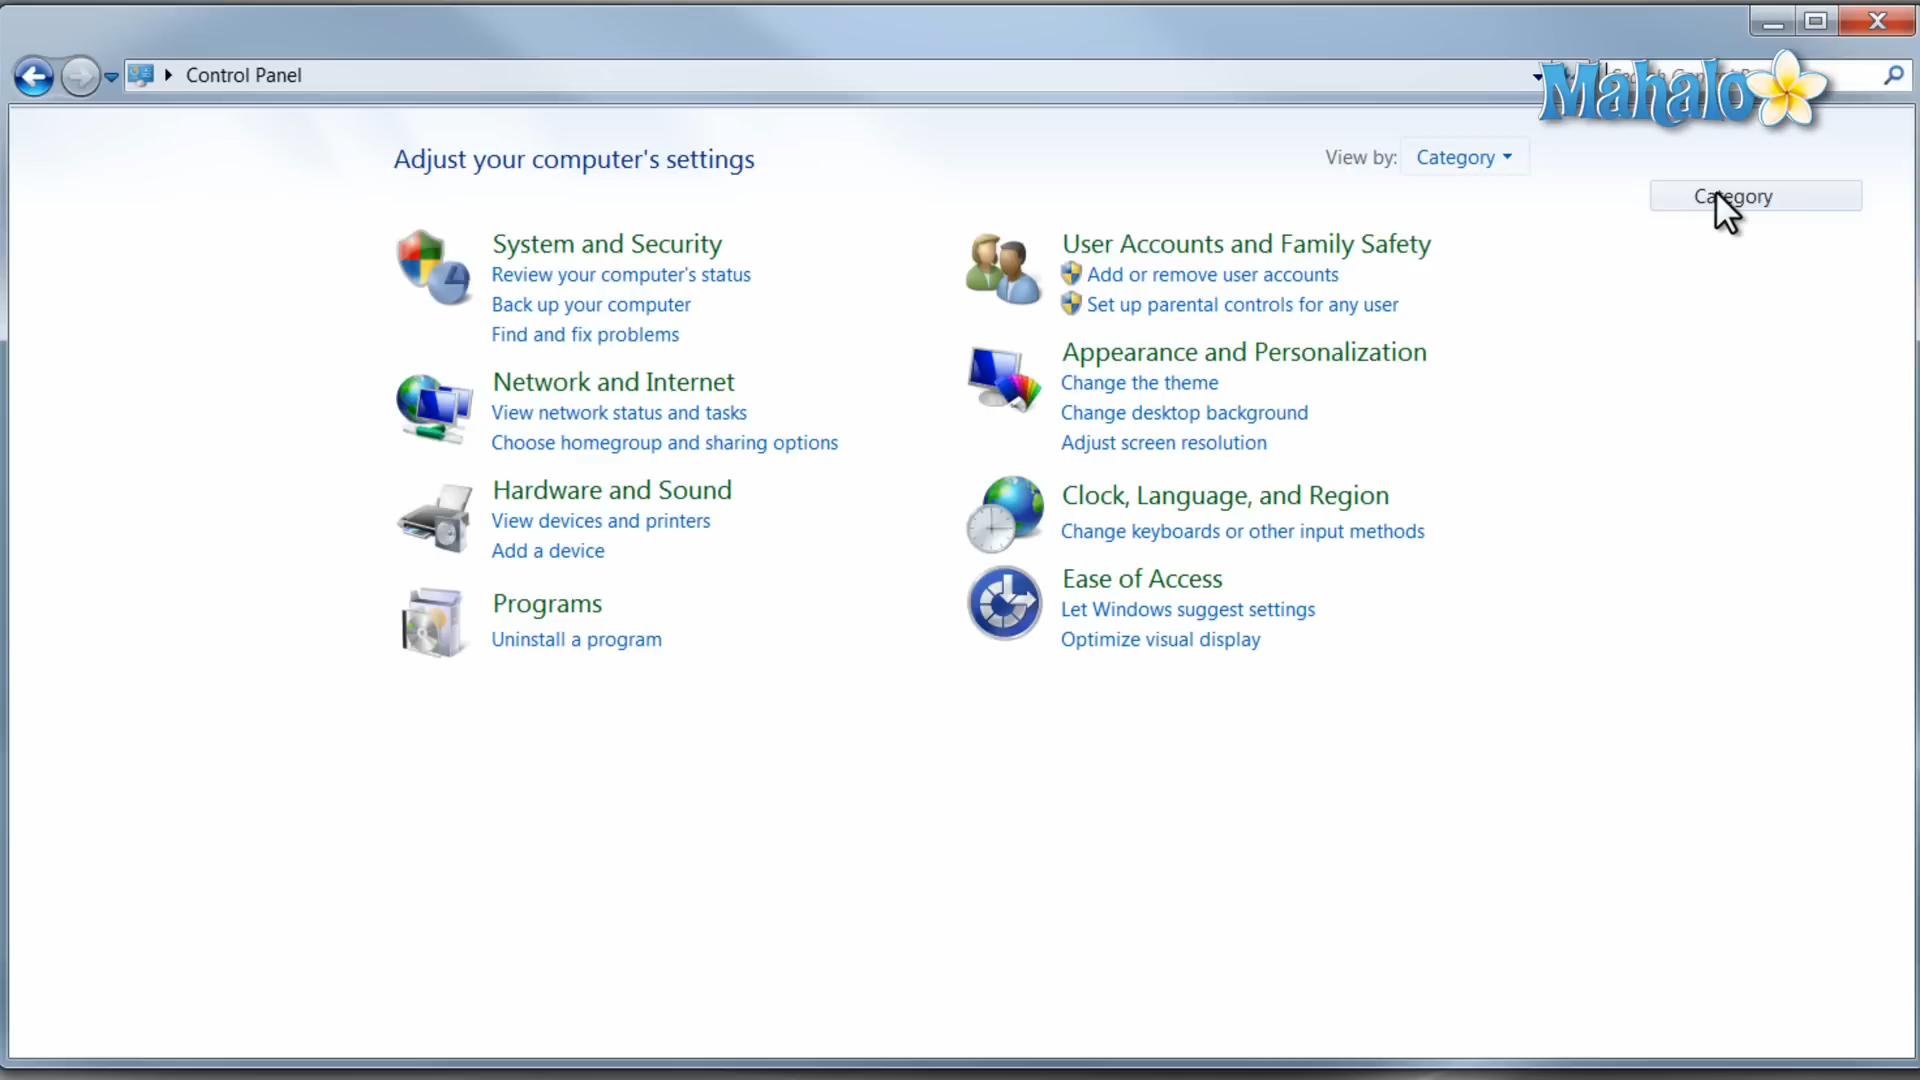 Control Panel
Mahalo
Adjust your computer's settings
View by: Category
Category
System and Security
Review your computer's status
Back up your computer
Find and fix problems
Network and Internet
View network status and tasks
Choose homegroup and sharing options
Hardware and Sound
View devices and printers
Add a device
Programs
Uninstall a program
User Accounts and Family Safety
Add or remove user accounts
Set up parental controls for any user
Appearance and Personalization
Change the theme
Change desktop background
Adjust screen resolution
Clock, Language, and Region
Change keyboards or other input methods
Ease of Access
Let Windows suggest settings
Optimize visual display